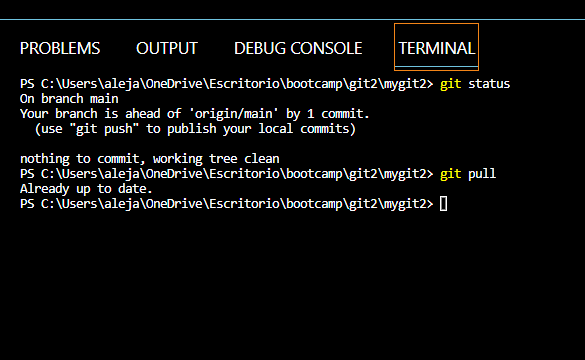 PROBLEMS OUTPUT DEBUG CONSOLE TERMINAL
PS C:\Users\aleja\OneDrive\Escritorio\bootcamp\git2\mygit2> git status
On branch main
Your branch is ahead of 'origin/main' by 1 commit.
  (use "git push" to publish your local commits)

nothing to commit, working tree clean
PS C:\Users\aleja\OneDrive\Escritorio\bootcamp\git2\mygit2> git pull
Already up to date.
PS C:\Users\aleja\OneDrive\Escritorio\bootcamp\git2\mygit2>